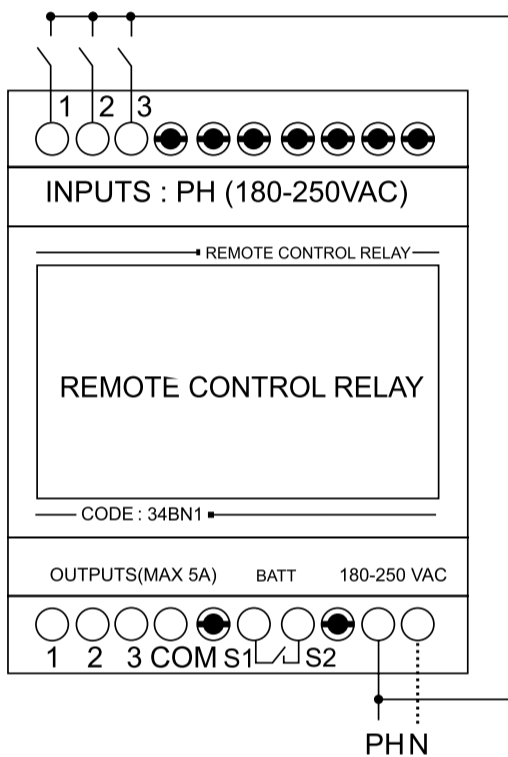 1 2 3
INPUTS : PH (180-250VAC)
REMOTE CONTROL RELAY
REMOTE CONTROL RELAY
CODE : 34BN1
OUTPUTS(MAX 5A) BATT 180-250 VAC
1 2 3 COM S1 S2
PH N